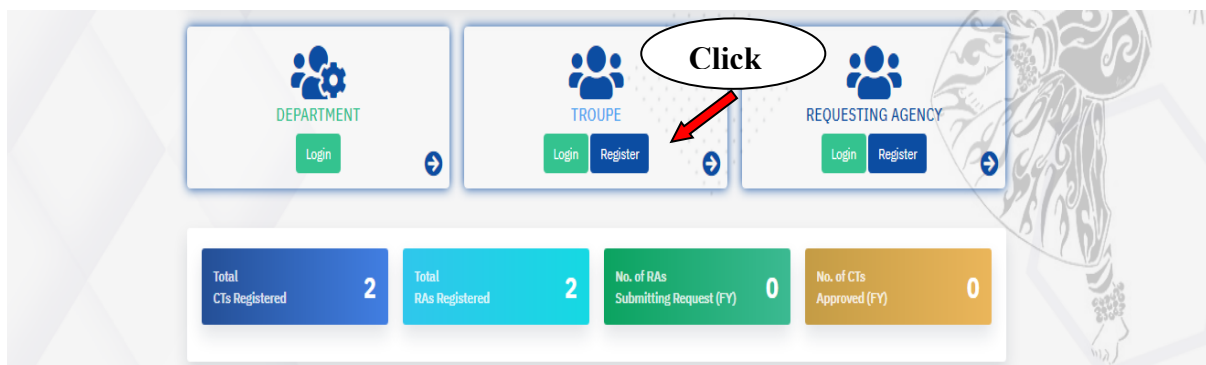 Click
DEPARTMENT
Login
TROUPE
Login Register
REQUESTING AGENCY
Login Register
Total
CTs Registered
2
Total
RAs Registered
2
No. of RAs
Submitting Request (FY)
0
No. of CTs
Approved (FY)
0